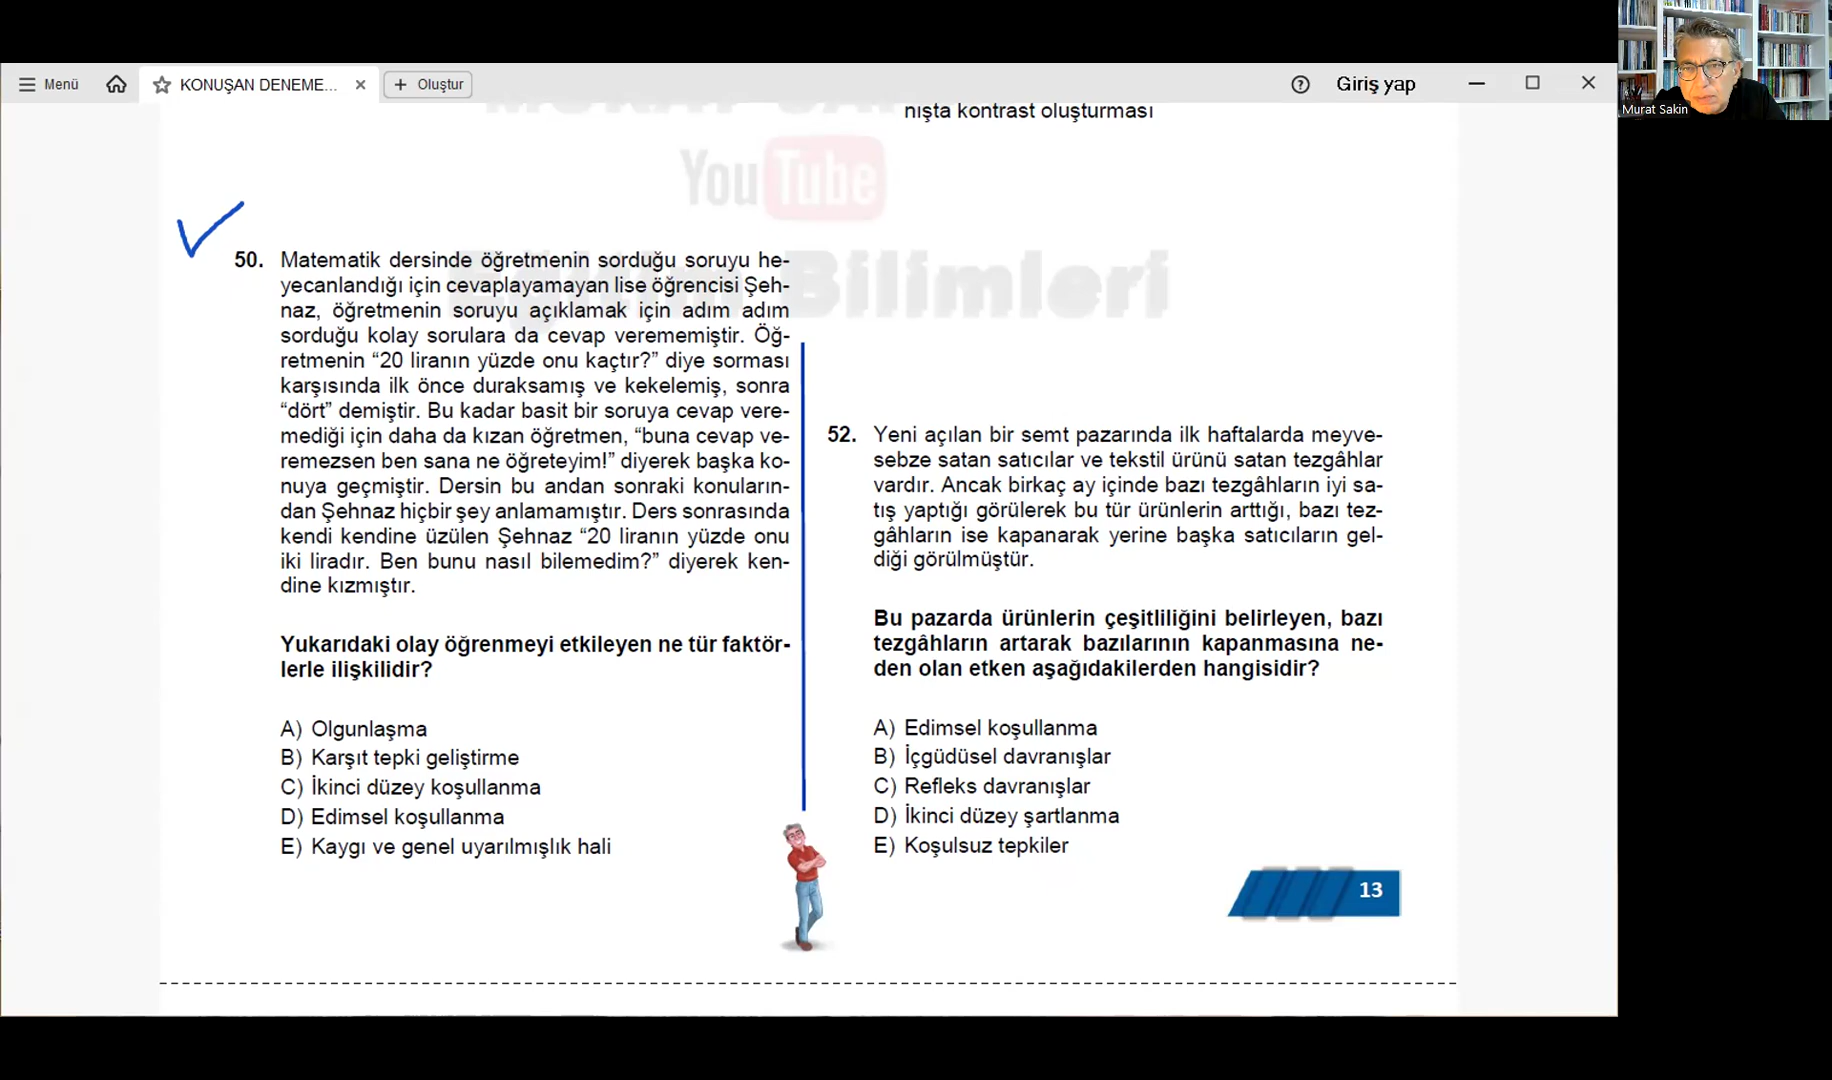 Menü
KONUŞAN DENEME...
Oluştur
Giriş yap
Murat Sakin
nışta kontrast oluşturması
YouTube
Eğitim Bilimleri
50. Matematik dersinde öğretmenin sorduğu soruyu he-
yecanlandığı için cevaplayamayan lise öğrencisi Şeh-
naz, öğretmenin soruyu açıklamak için adım adım
sorduğu kolay sorulara da cevap verememiştir. Öğ-
retmenin “20 liranın yüzde onu kaçtır?” diye sorması
karşısında ilk önce duraksamış ve kekelemiş, sonra
“dört” demiştir. Bu kadar basit bir soruya cevap vere-
mediği için daha da kızan öğretmen, “buna cevap ve-
remezsen ben sana ne öğreteyim!” diyerek başka ko-
nuya geçmiştir. Dersin bu andan sonraki konuların-
dan Şehnaz hiçbir şey anlamamıştır. Ders sonrasında
kendi kendine üzülen Şehnaz “20 liranın yüzde onu
iki liradır. Ben bunu nasıl bilemedim?” diyerek ken-
dine kızmıştır.
Yukarıdaki olay öğrenmeyi etkileyen ne tür faktör-
lerle ilişkilidir?
A) Olgunlaşma
B) Karşıt tepki geliştirme
C) İkinci düzey koşullanma
D) Edimsel koşullanma
E) Kaygı ve genel uyarılmışlık hali
52. Yeni açılan bir semt pazarında ilk haftalarda meyve-
sebze satan satıcılar ve tekstil ürünü satan tezgâhlar
vardır. Ancak birkaç ay içinde bazı tezgâhların iyi sa-
tış yaptığı görülerek bu tür ürünlerin arttığı, bazı tez-
gâhların ise kapanarak yerine başka satıcıların gel-
diği görülmüştür.
Bu pazarda ürünlerin çeşitliliğini belirleyen, bazı
tezgâhların artarak bazılarının kapanmasına ne-
den olan etken aşağıdakilerden hangisidir?
A) Edimsel koşullanma
B) İçgüdüsel davranışlar
C) Refleks davranışlar
D) İkinci düzey şartlanma
E) Koşulsuz tepkiler
13